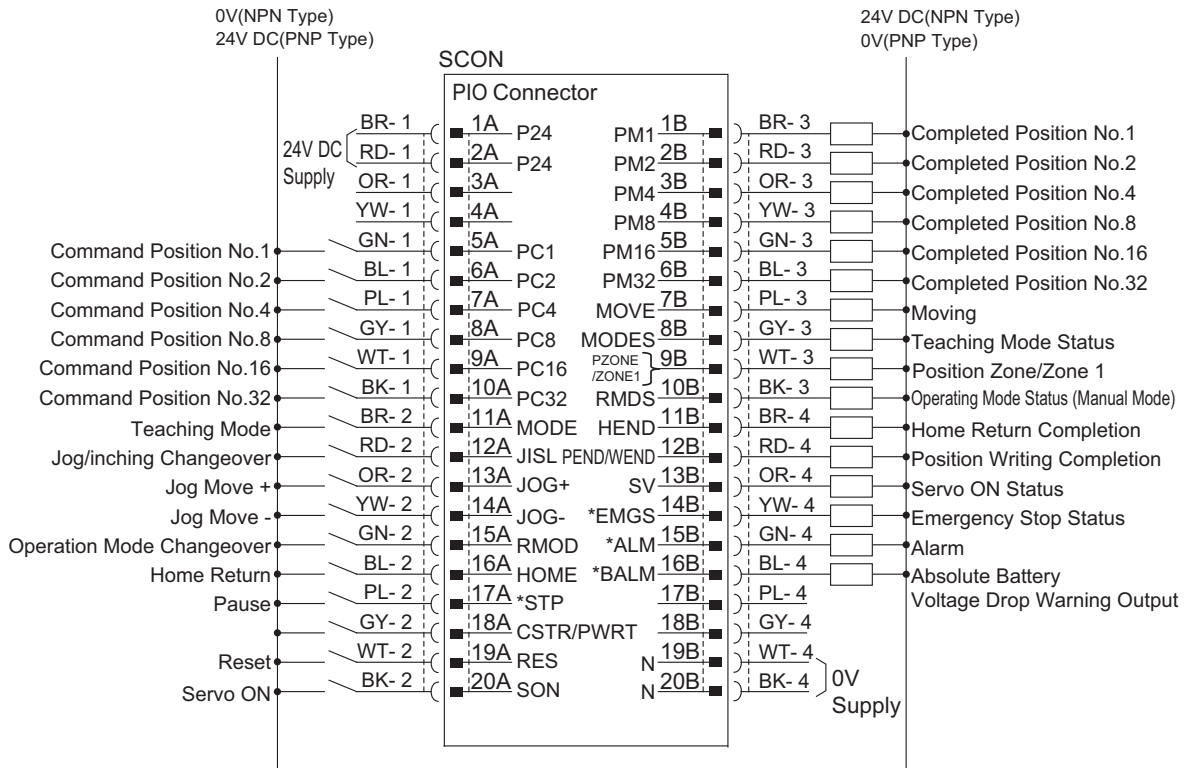 0V(NPN Type)
24V DC(PNP Type)
24V DC(NPN Type)
0V(PNP Type)
SCON
PIO Connector
24V DC
Supply
BR- 1 1A P24 PM1 1B BR- 3 Completed Position No.1
RD- 1 2A P24 PM2 2B RD- 3 Completed Position No.2
OR- 1 3A PM4 3B OR- 3 Completed Position No.4
YW- 1 4A PM8 4B YW- 3 Completed Position No.8
Command Position No.1 GN- 1 5A PC1 PM16 5B GN- 3 Completed Position No.16
Command Position No.2 BL- 1 6A PC2 PM32 6B BL- 3 Completed Position No.32
Command Position No.4 PL- 1 7A PC4 MOVE 7B PL- 3 Moving
Command Position No.8 GY- 1 8A PC8 MODES 8B GY- 3 Teaching Mode Status
Command Position No.16 WT- 1 9A PC16 PZONE /ZONE1 9B WT- 3 Position Zone/Zone 1
Command Position No.32 BK- 1 10A PC32 RMDS 10B BK- 3 Operating Mode Status (Manual Mode)
Teaching Mode BR- 2 11A MODE HEND 11B BR- 4 Home Return Completion
Jog/inching Changeover RD- 2 12A JISL PEND/WEND 12B RD- 4 Position Writing Completion
Jog Move + OR- 2 13A JOG+ SV 13B OR- 4 Servo ON Status
Jog Move - YW- 2 14A JOG- *EMGS 14B YW- 4 Emergency Stop Status
Operation Mode Changeover GN- 2 15A RMOD *ALM 15B GN- 4 Alarm
Home Return BL- 2 16A HOME *BALM 16B BL- 4 Absolute Battery
Voltage Drop Warning Output
Pause PL- 2 17A *STP 17B PL- 4
GY- 2 18A CSTR/PWRT 18B GY- 4
Reset WT- 2 19A RES N 19B WT- 4
Servo ON BK- 2 20A SON N 20B BK- 4
0V
Supply